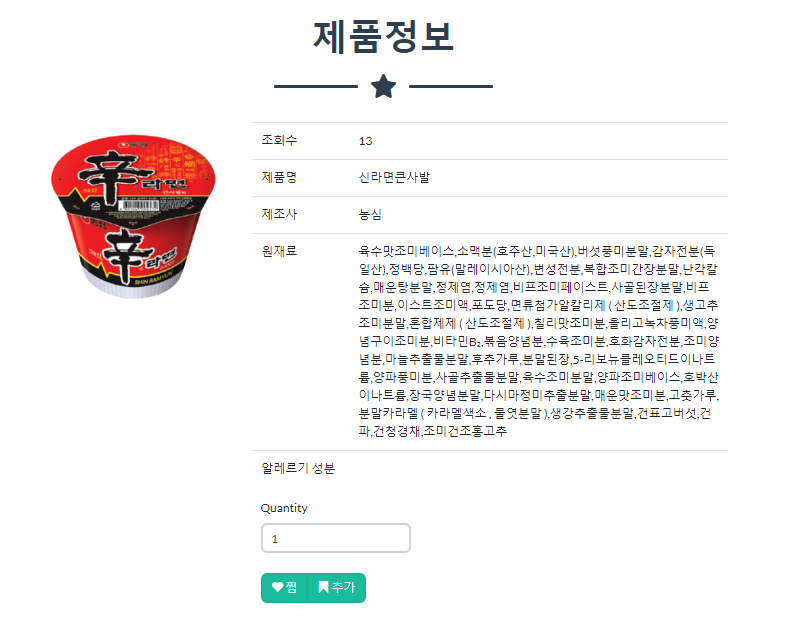 제품정보
조회수 13
제품명 신라면큰사발
제조사 농심
원재료 육수맛조미베이스,소맥분(호주산,미국산),버섯풍미분말,감자전분(독
일산),정백당,팜유(말레이시아산),변성전분,복합조미간장분말,난각칼
슘,매운탕분말,정제염,정제염,비프조미페이스트,사골된장분말,비프
조미분,이스트조미액,포도당,면류첨가알칼리제 ( 산도조절제 ),생고추
조미분말,혼합제제 ( 산도조절제 ),칠리맛조미분,올리고녹차풍미액,양
념구이조미분,비타민B₂,볶음양념분,수육조미분,호화감자전분,조미양
념분,마늘추출물분말,후추가루,분말된장,5-리보뉴클레오티드이나트
륨,양파풍미분,사골추출물분말,육수조미분말,양파조미베이스,호박산
이나트륨,장국양념분말,다시마정미추출분말,매운맛조미분,고춧가루,
분말카라멜 ( 카라멜색소 , 물엿분말 ),생강추출물분말,건표고버섯,건
파,건청경채,조미건조홍고추
알레르기 성분
Quantity
1
찜 추가
농심
辛라면
큰사발
辛라면
SHIN RAMYUN